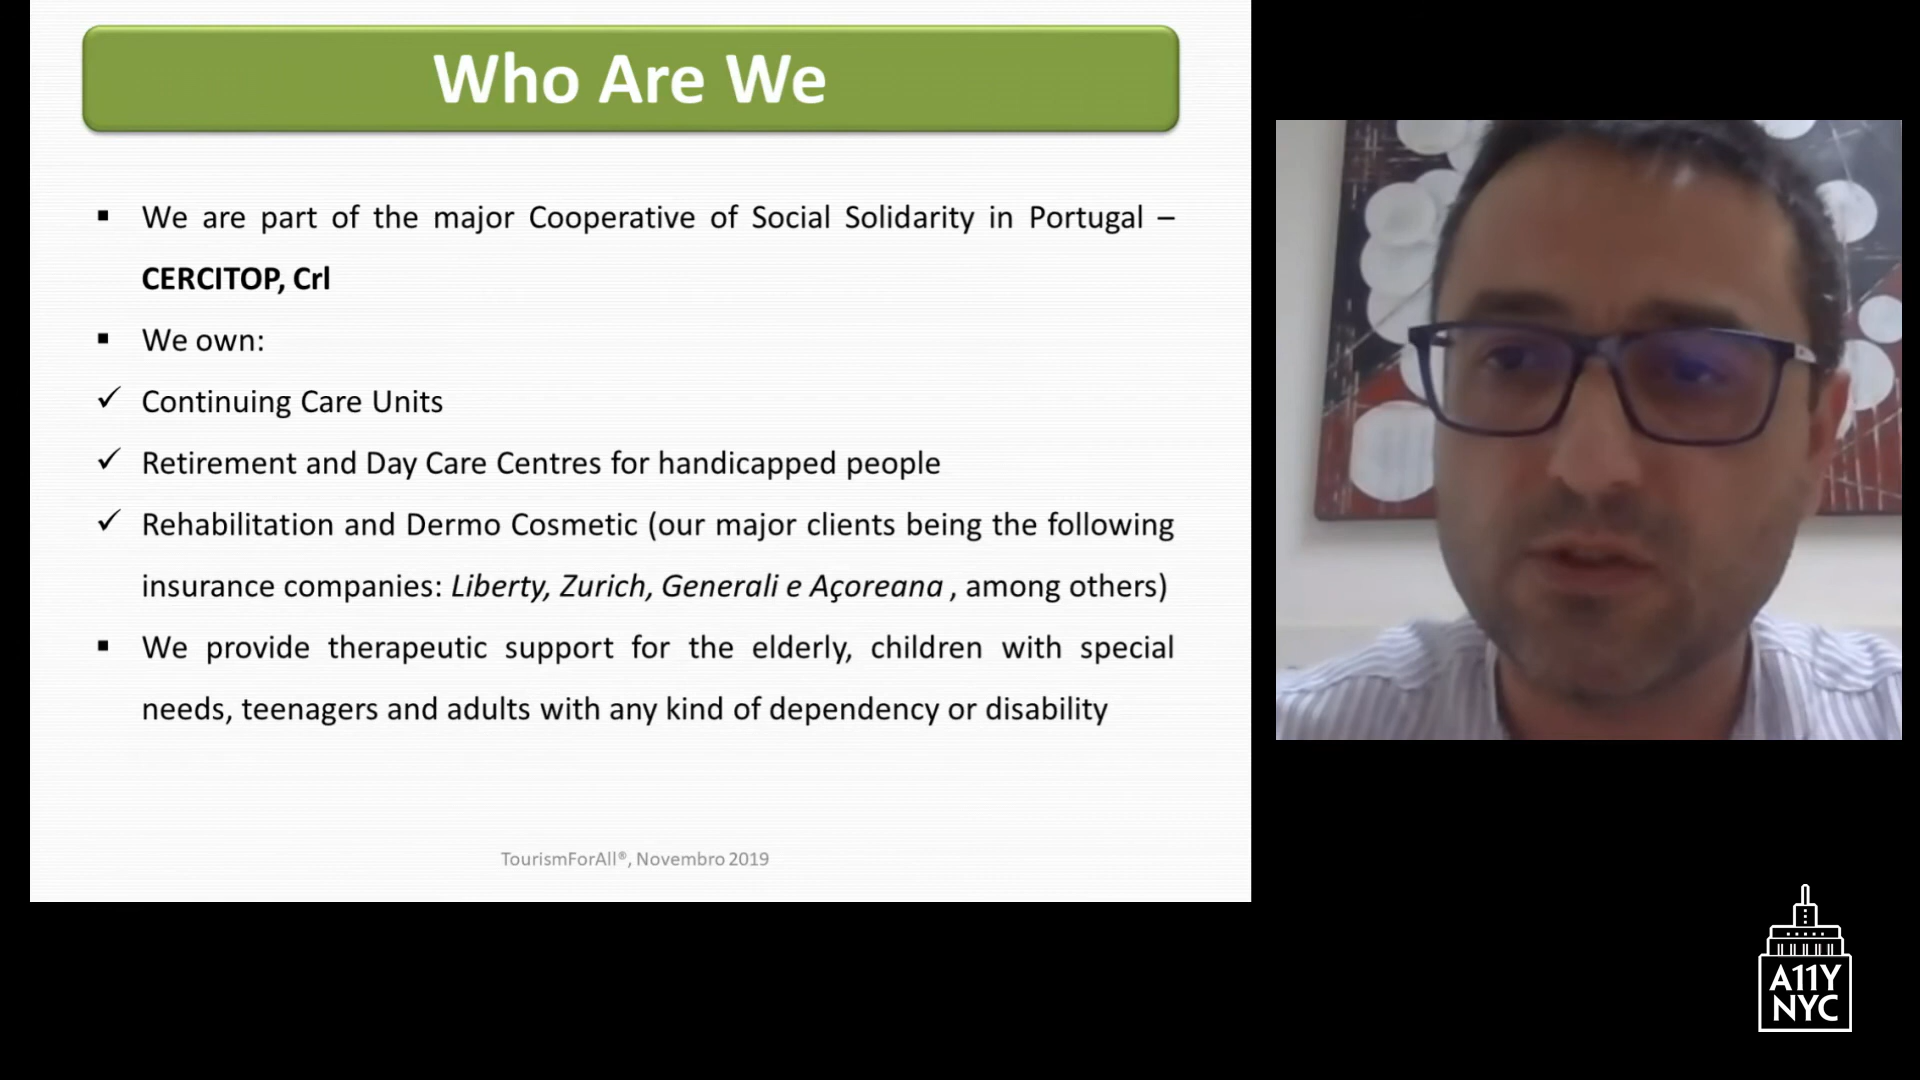 Who Are We
▪ We are part of the major Cooperative of Social Solidarity in Portugal –
CERCITOP, Crl
▪ We own:
✓ Continuing Care Units
✓ Retirement and Day Care Centres for handicapped people
✓ Rehabilitation and Dermo Cosmetic (our major clients being the following
insurance companies: Liberty, Zurich, Generali e Açoreana , among others)
▪ We provide therapeutic support for the elderly, children with special
needs, teenagers and adults with any kind of dependency or disability
TourismForAll®, Novembro 2019
A11Y
NYC